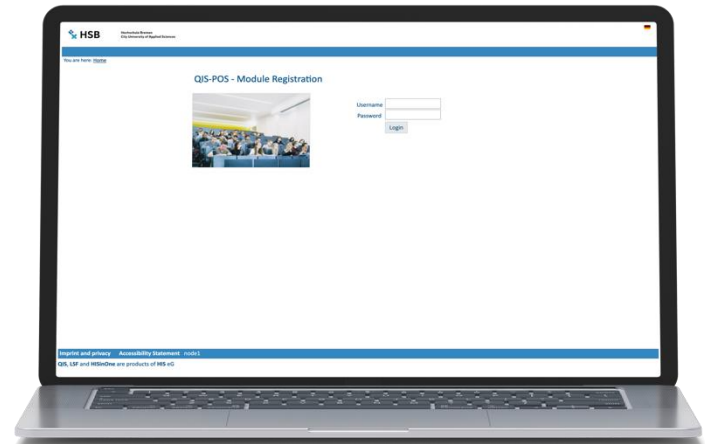 HSB
Hochschule Bremen
City University of Applied Sciences
You are here: Home
QIS-POS - Module Registration
Username
Password
Login
Imprint and privacy Accessibility Statement node1
QIS, LSF and HISinOne are products of HIS eG